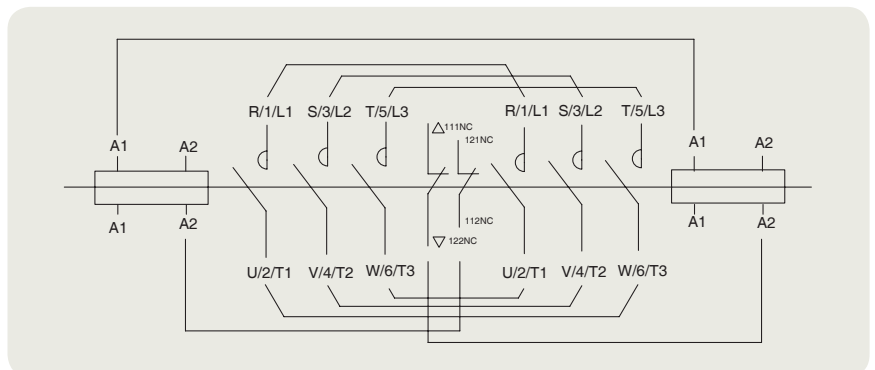 R/1/L1 S/3/L2 T/5/L3 R/1/L1 S/3/L2 T/5/L3
△111NC
121NC
A1 A2 A1 A2
A1 A2 A1 A2
112NC
▽ 122NC
U/2/T1 V/4/T2 W/6/T3 U/2/T1 V/4/T2 W/6/T3